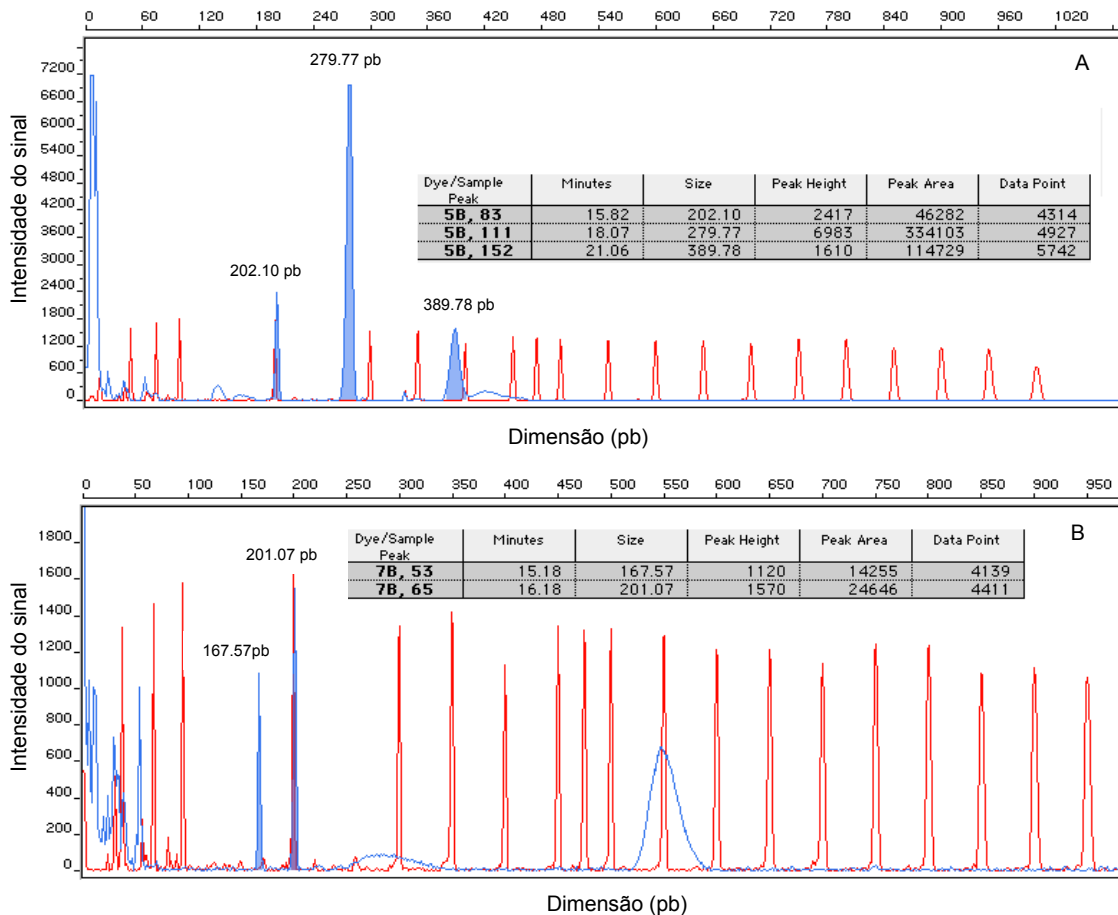 0 60 120 180 240 300 360 420 480 540 600 660 720 780 840 900 960 1020
A
Intensidade do sinal
7200
6600
6000
5400
4800
4200
3600
3000
2400
1800
1200
600
0
279.77 pb
202.10 pb
389.78 pb
Dye/Sample Peak Minutes Size Peak Height Peak Area Data Point
5B, 83 15.82 202.10 2417 46282 4314
5B, 111 18.07 279.77 6983 334103 4927
5B, 152 21.06 389.78 1610 114729 5742
Dimensão (pb)
0 50 100 150 200 250 300 350 400 450 500 550 600 650 700 750 800 850 900 950
B
Intensidade do sinal
1800
1600
1400
1200
1000
800
600
400
200
0
201.07 pb
167.57pb
Dye/Sample Peak Minutes Size Peak Height Peak Area Data Point
7B, 53 15.18 167.57 1120 14255 4139
7B, 65 16.18 201.07 1570 24646 4411
Dimensão (pb)